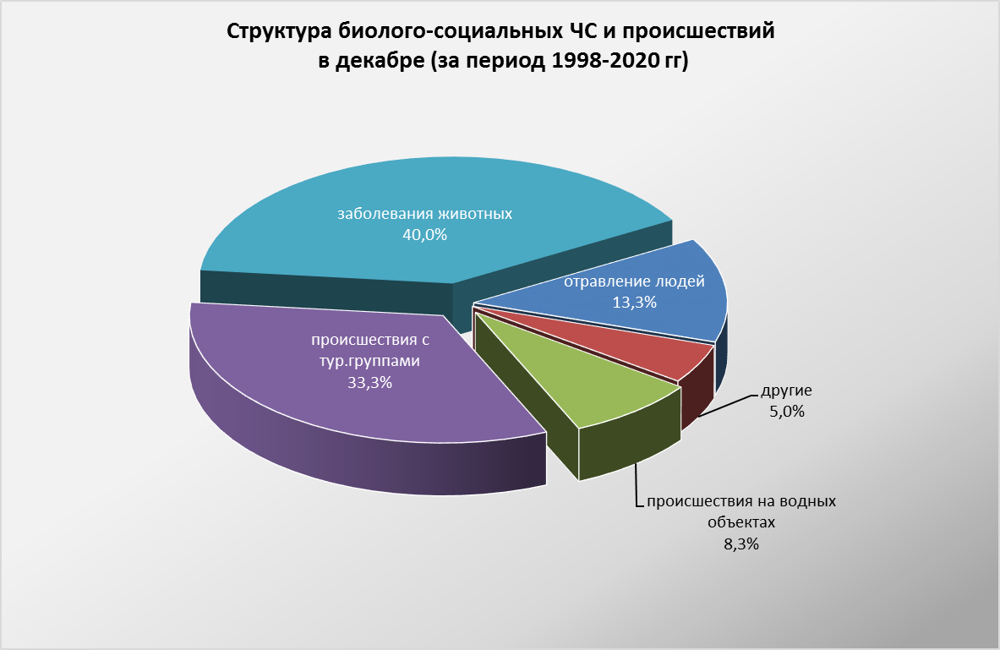 Структура биолого-социальных ЧС и происшествий
в декабре (за период 1998-2020 гг)
заболевания животных
40,0%
отравление людей
13,3%
происшествия с
тур.группами
33,3%
другие
5,0%
происшествия на водных
объектах
8,3%